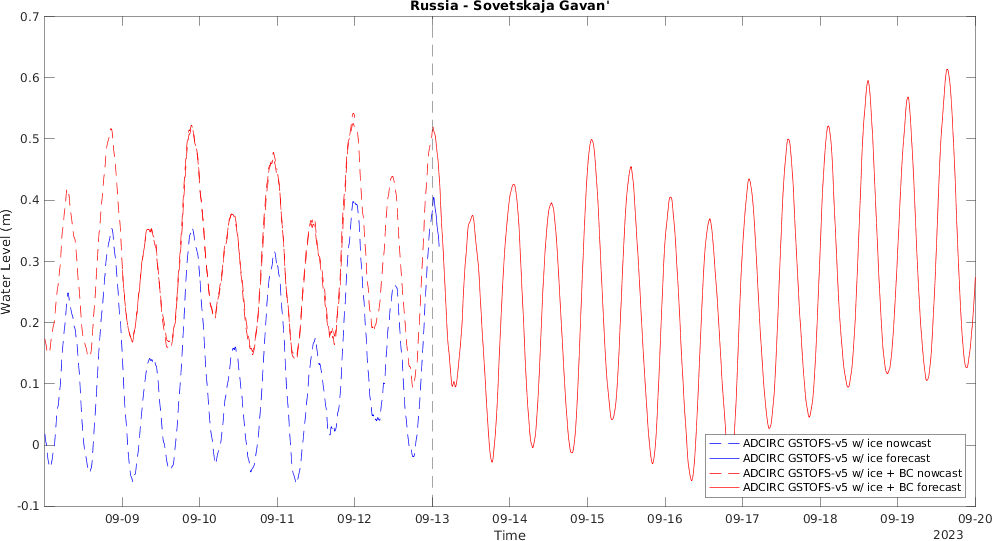 Russia - Sovetskaja Gavan'
Water Level (m)
0.7
0.6
0.5
0.4
0.3
0.2
0.1
0
-0.1
09-09 09-10 09-11 09-12 09-13 09-14 09-15 09-16 09-17 09-18 09-19 09-20
Time
2023
ADCIRC GSTOFS-v5 w/ ice nowcast
ADCIRC GSTOFS-v5 w/ ice forecast
ADCIRC GSTOFS-v5 w/ ice + BC nowcast
ADCIRC GSTOFS-v5 w/ ice + BC forecast